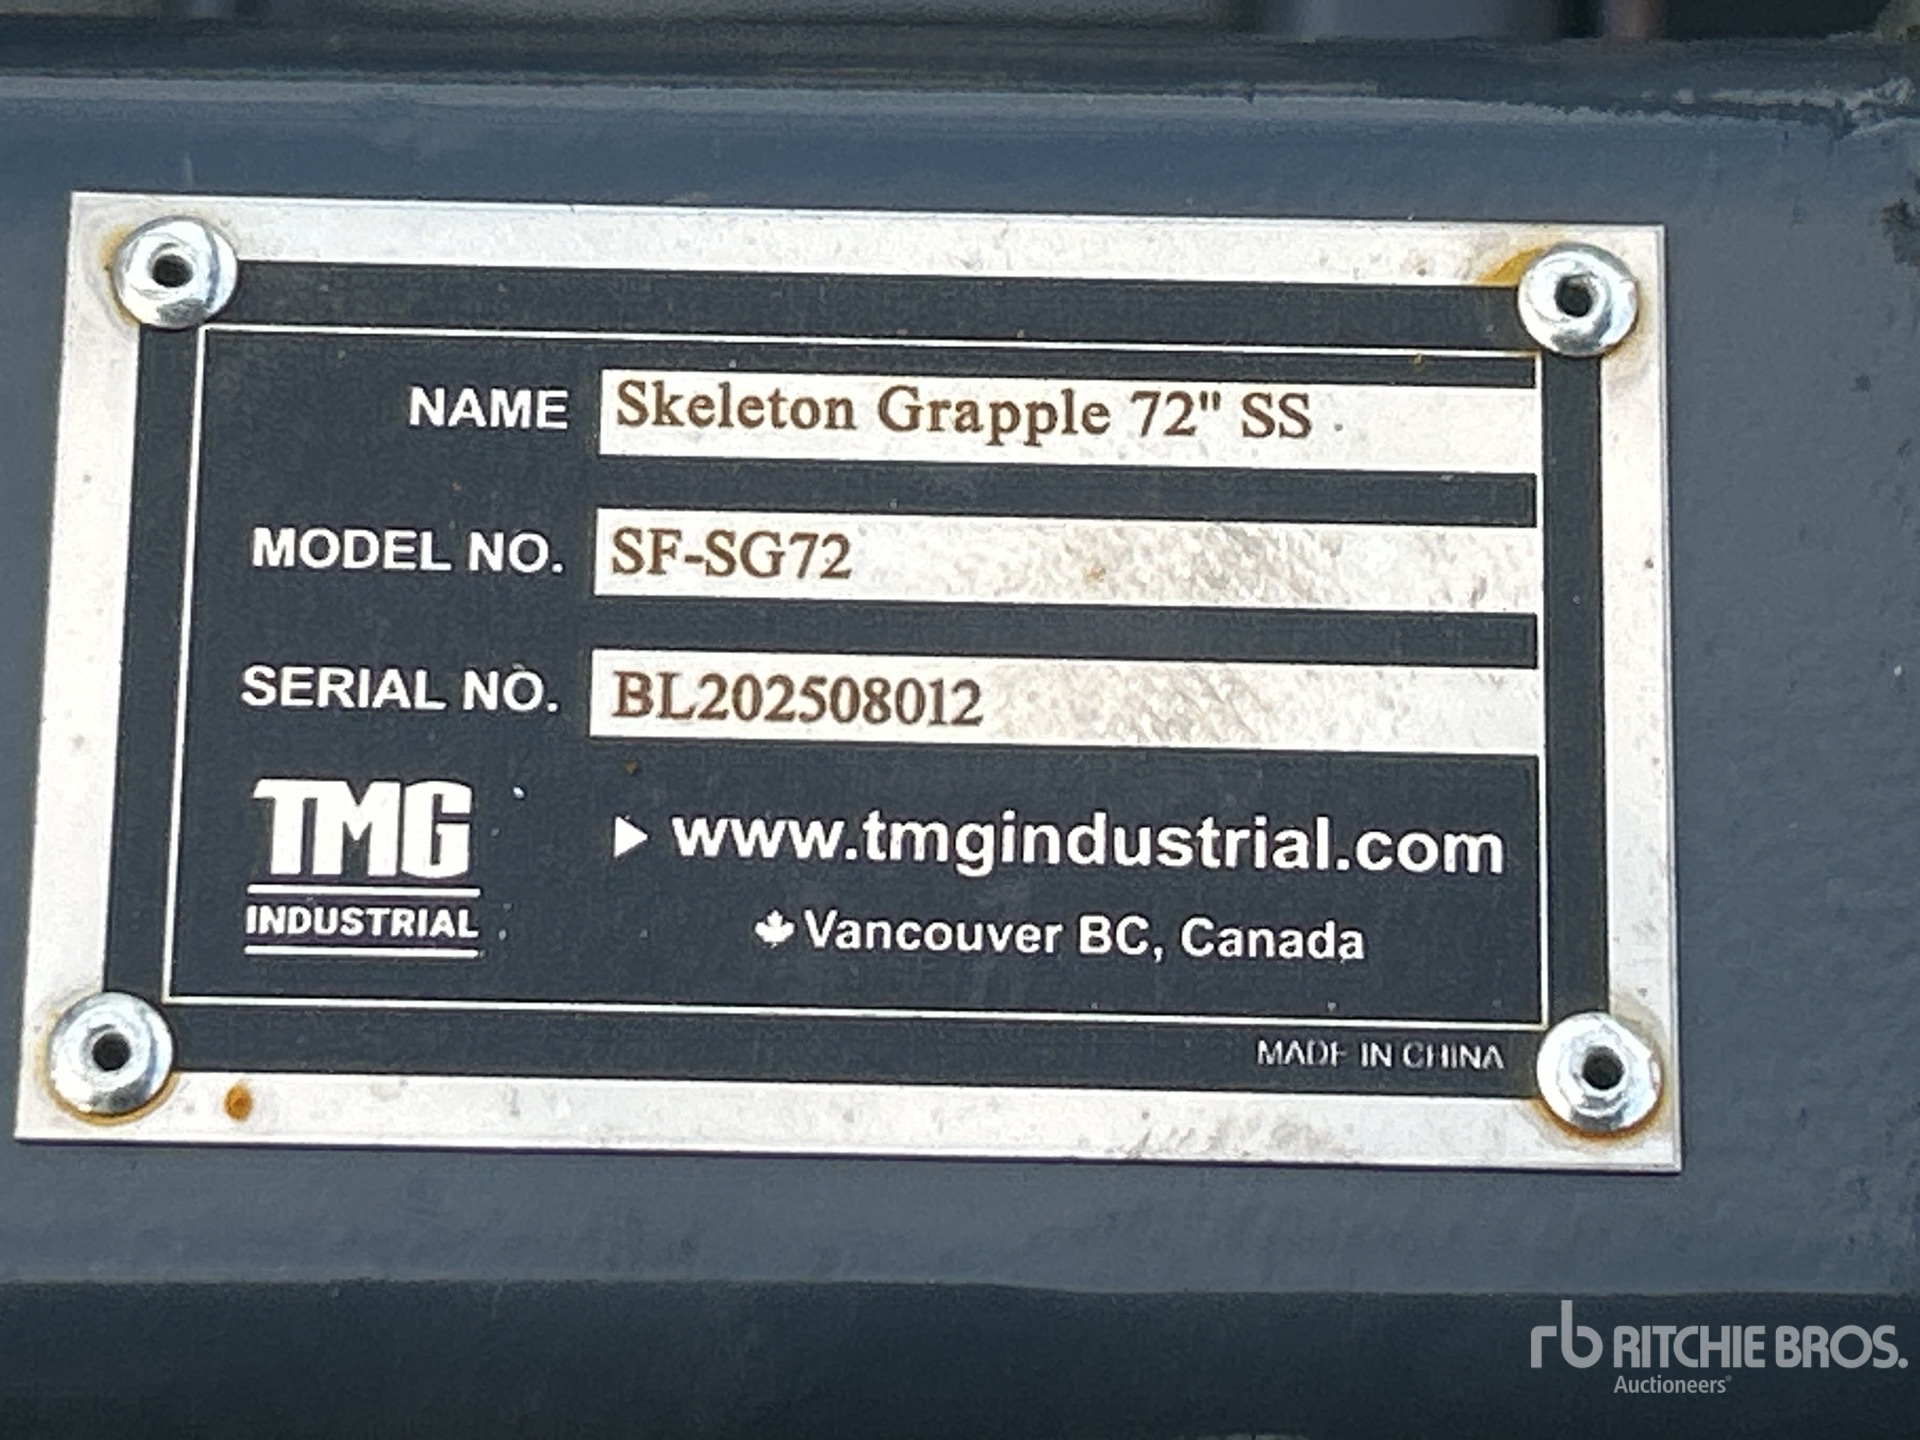 NAME Skeleton Grapple 72" SS
MODEL NO. SF-SG72
SERIAL NO. BL202508012
TMG
INDUSTRIAL
www.tmgindustrial.com
Vancouver BC, Canada
MADE IN CHINA
rb RITCHIE BROS.
Auctioneers